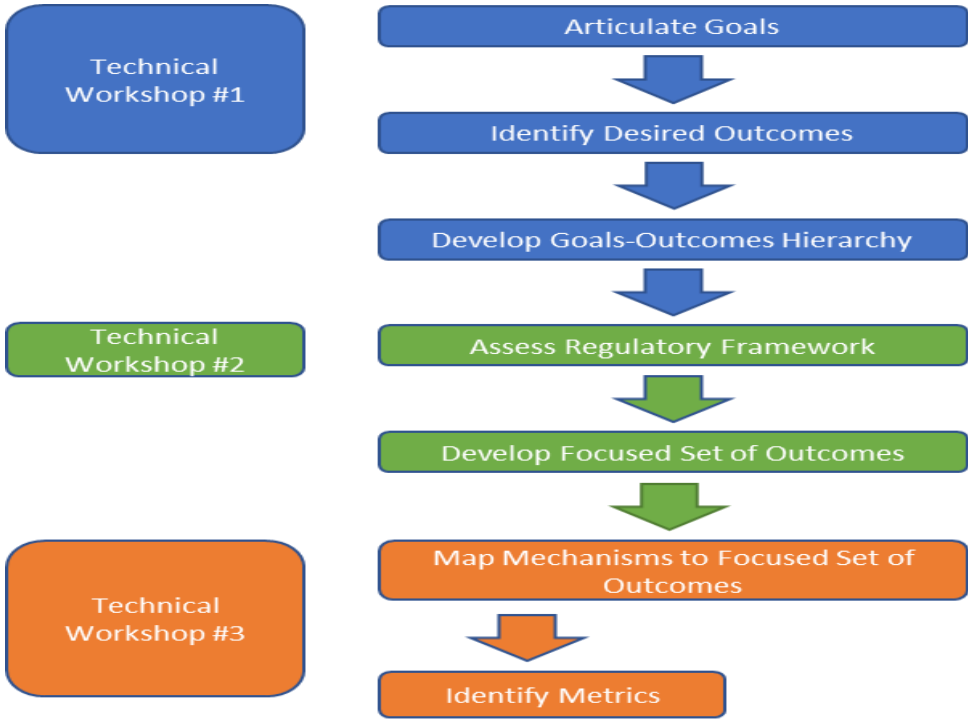 Technical
Workshop #1
Articulate Goals
Identify Desired Outcomes
Develop Goals-Outcomes Hierarchy
Technical
Workshop #2
Assess Regulatory Framework
Develop Focused Set of Outcomes
Technical
Workshop #3
Map Mechanisms to Focused Set of
Outcomes
Identify Metrics